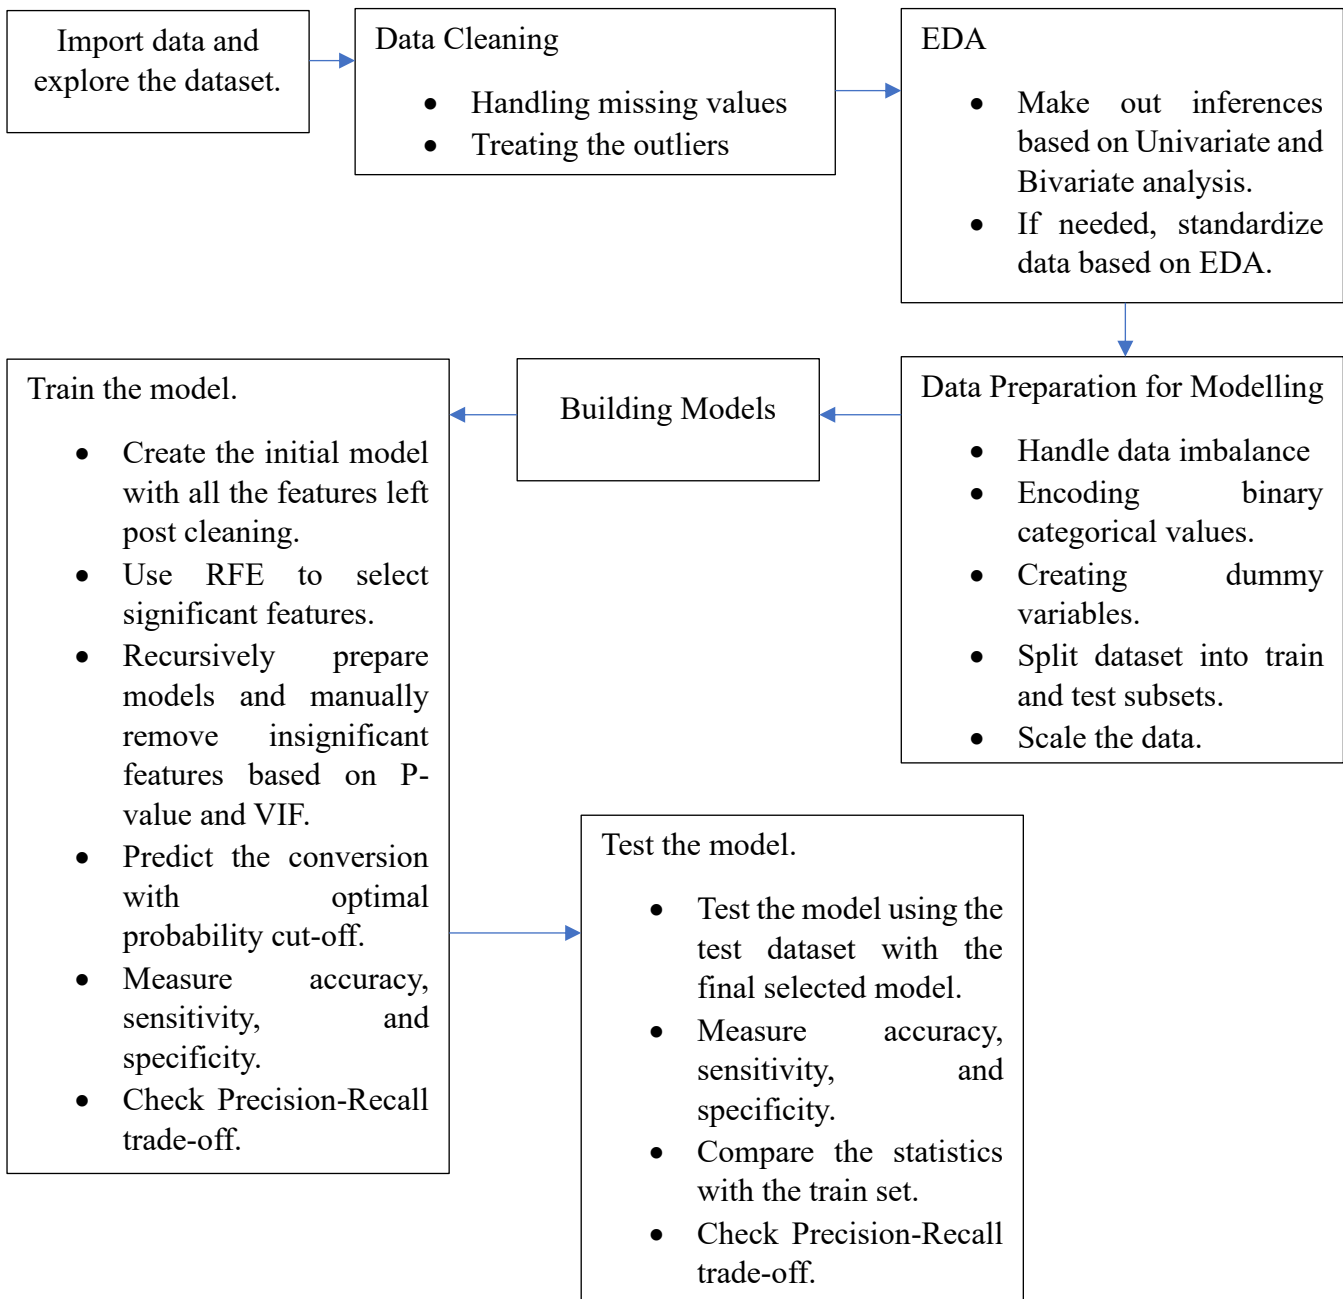 Import data and
explore the dataset.
Data Cleaning
• Handling missing values
• Treating the outliers
EDA
• Make out inferences
based on Univariate and
Bivariate analysis.
• If needed, standardize
data based on EDA.
Data Preparation for Modelling
• Handle data imbalance
• Encoding binary
categorical values.
• Creating dummy
variables.
• Split dataset into train
and test subsets.
• Scale the data.
Building Models
Train the model.
• Create the initial model
with all the features left
post cleaning.
• Use RFE to select
significant features.
• Recursively prepare
models and manually
remove insignificant
features based on P-
value and VIF.
• Predict the conversion
with optimal
probability cut-off.
• Measure accuracy,
sensitivity, and
specificity.
• Check Precision-Recall
trade-off.
Test the model.
• Test the model using the
test dataset with the
final selected model.
• Measure accuracy,
sensitivity, and
specificity.
• Compare the statistics
with the train set.
• Check Precision-Recall
trade-off.